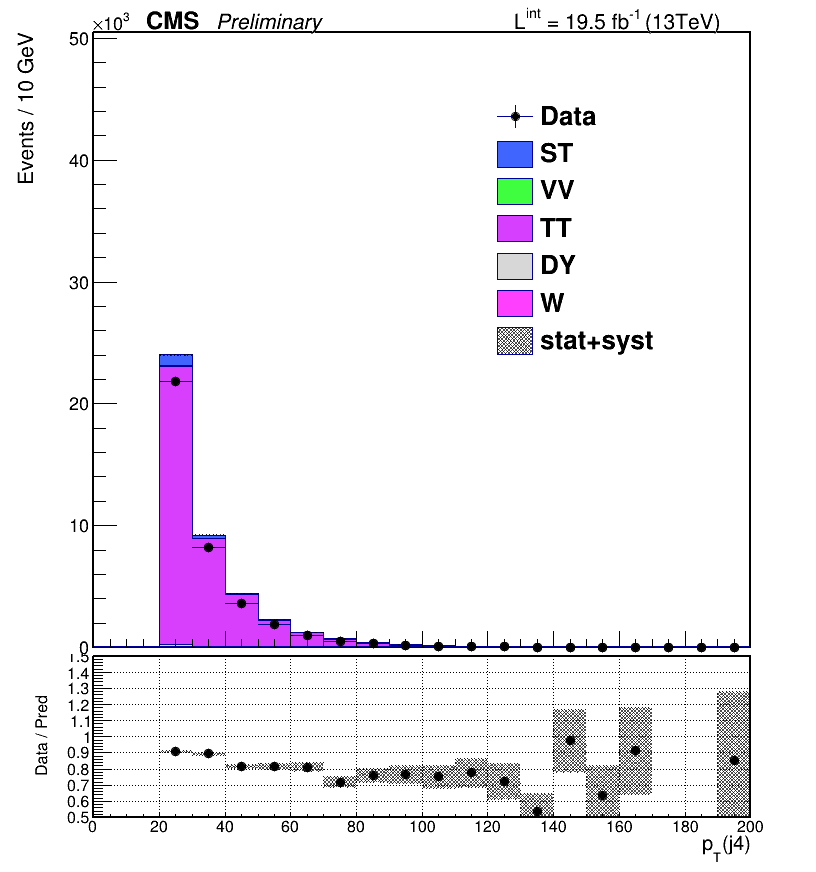 ×10³ CMS Preliminary L^int = 19.5 fb⁻¹ (13TeV)
Events / 10 GeV
50
40
30
20
10
0
Data
ST
VV
TT
DY
W
stat+syst
Data / Pred
1.5
1.4
1.3
1.2
1.1
1
0.9
0.8
0.7
0.6
0.5
0 20 40 60 80 100 120 140 160 180 200
p_T(j4)